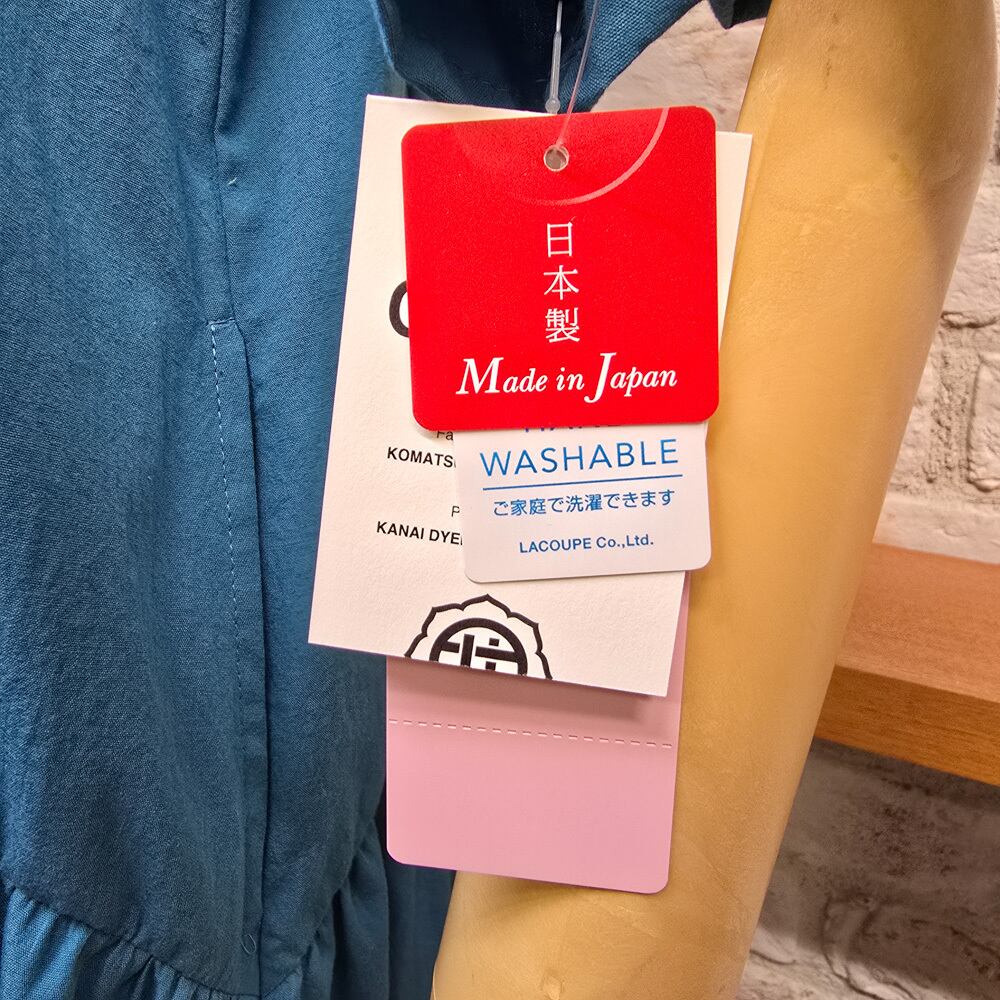 日本製
Made in Japan
WASHABLE
ご家庭で洗濯できます
LACOUPE Co.,Ltd.
Fa
KOMATS
P
KANAI DYE